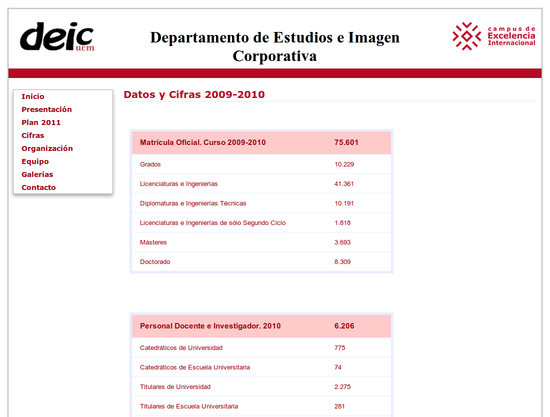 deic
ucm
Departamento de Estudios e Imagen
Corporativa
campus de
Excelencia
Internacional
Inicio
Presentación
Plan 2011
Cifras
Organización
Equipo
Galerías
Contacto
Datos y Cifras 2009-2010
Matrícula Oficial. Curso 2009-2010 75.601
Grados 10.229
Licenciaturas e Ingenierías 41.361
Diplomaturas e Ingenierías Técnicas 10.191
Licenciaturas e Ingenierías de sólo Segundo Ciclo 1.818
Másteres 3.693
Doctorado 8.309
Personal Docente e Investigador. 2010 6.206
Catedráticos de Universidad 775
Catedráticos de Escuela Universitaria 74
Titulares de Universidad 2.275
Titulares de Escuela Universitaria 281